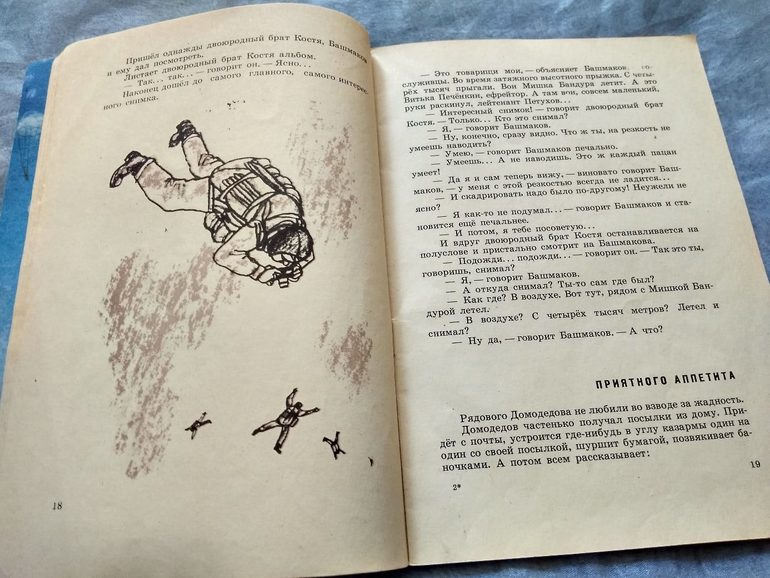 Пришёл однажды двоюродный брат Костя, Башмаков
и ему дал посмотреть.
Листает двоюродный брат Костя альбом.
— Так... так... — говорит он. — Ясно...
Наконец дошёл до самого главного, самого интерес-
ного снимка.
18
— Это товарищи мои, — объясняет Башмаков, — со-
служивцы. Во время затяжного высотного прыжка. С четы-
рёх тысяч прыгали. Вон Мишка Бандура летит. А это
Витька Печёнкин, ефрейтор. А там вон, совсем маленький,
руки раскинул, лейтенант Петухов...
— Интересный снимок! — говорит двоюродный брат
Костя. — Только... Кто это снимал?
— Я, — говорит Башмаков.
— Ну, конечно, сразу видно. Что ж ты, на резкость не
умеешь наводить?
— Умею, — говорит Башмаков печально.
— Умеешь... А не наводишь. Это ж каждый пацан
умеет!
— Да я и сам теперь вижу, — виновато говорит Баш-
маков, — у меня с этой резкостью всегда не ладится...
— И скадрировать надо было по-другому! Неужели не
ясно?
— Я как-то не подумал... — говорит Башмаков и ста-
новится ещё печальнее.
— И потом, я тебе посоветую...
И вдруг двоюродный брат Костя останавливается на
полуслове и пристально смотрит на Башмакова.
— Подожди... подожди... — говорит он. — Так это ты,
говоришь, снимал?
— Я, — говорит Башмаков.
— А откуда снимал? Ты-то сам где был?
— Как где? В воздухе. Вот тут, рядом с Мишкой Бан-
дурой летел.
— В воздухе? С четырёх тысяч метров? Летел и
снимал?
— Ну да, — говорит Башмаков. — А что?
ПРИЯТНОГО АППЕТИТА
Рядового Домодедова не любили во взводе за жадность.
Домодедов частенько получал посылки из дому. При-
дёт с почты, устроится где-нибудь в углу казармы один на
один со своей посылкой, шуршит бумагой, позвякивает ба-
ночками. А потом всем рассказывает:
2*
19